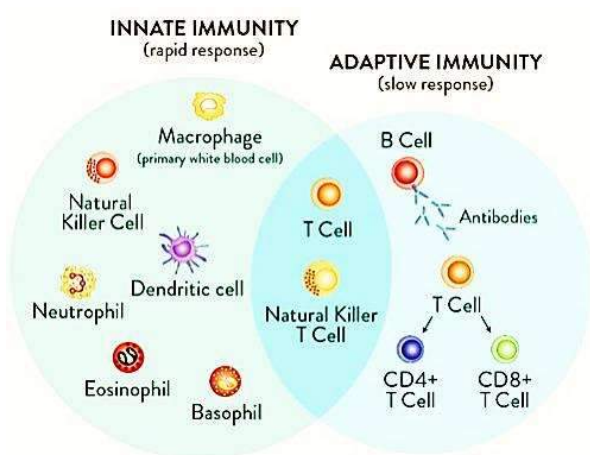 INNATE IMMUNITY
(rapid response)
ADAPTIVE IMMUNITY
(slow response)
Macrophage
(primary white blood cell)
Natural
Killer Cell
Dendritic cell
Neutrophil
Eosinophil
Basophil
T Cell
Natural Killer
T Cell
B Cell
Antibodies
T Cell
CD4+
T Cell
CD8+
T Cell